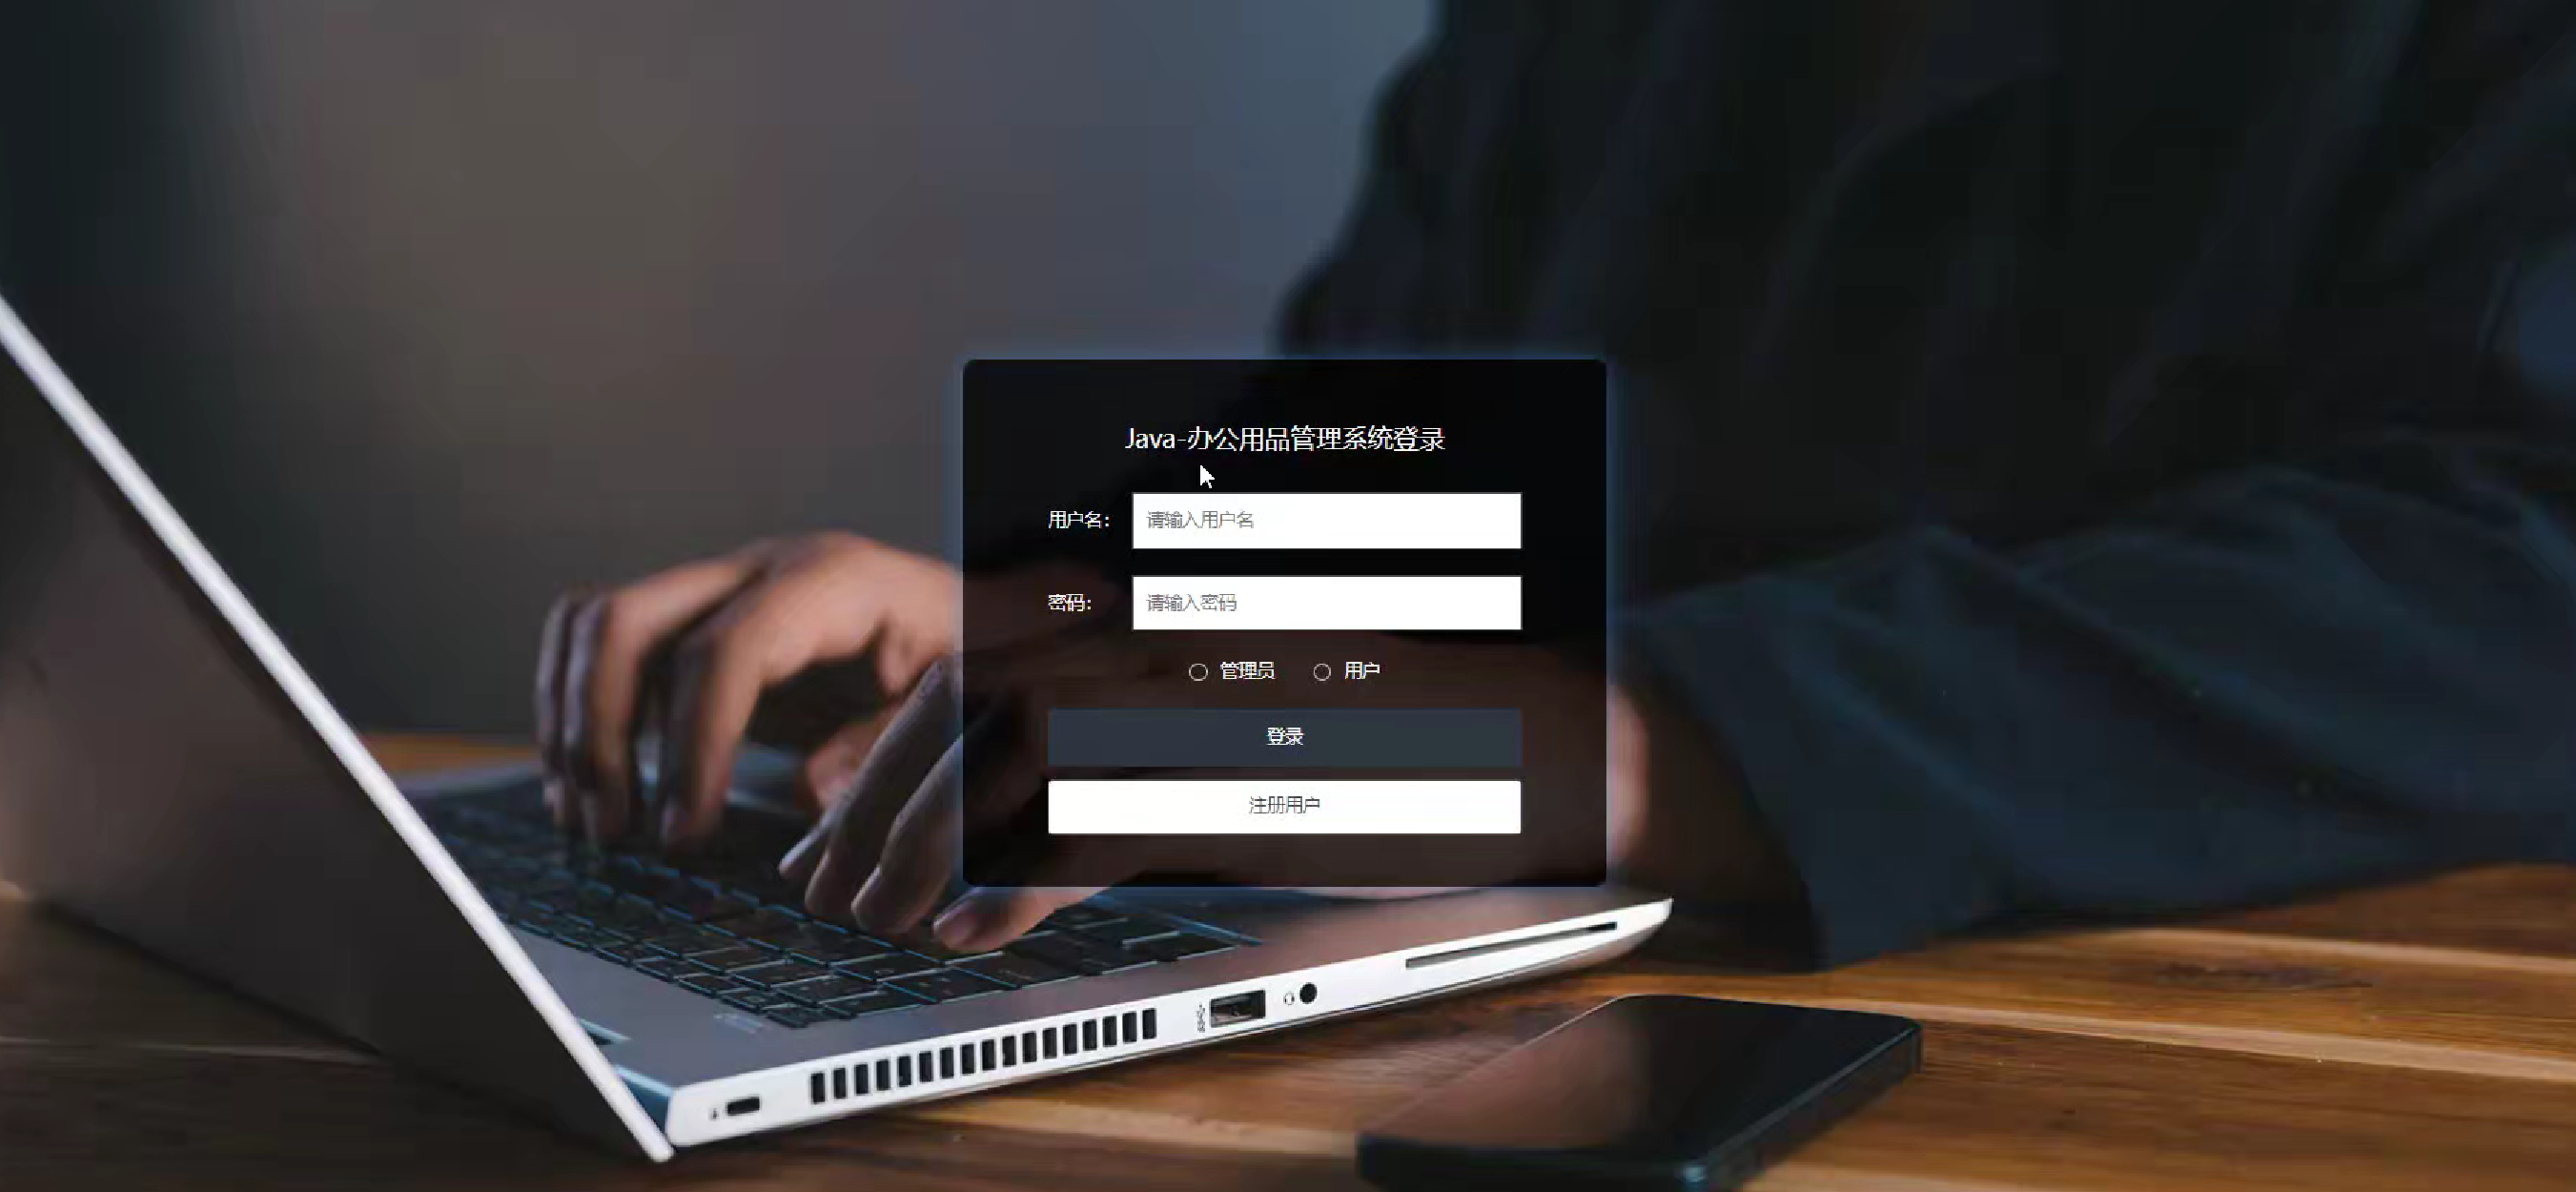 Java-办公用品管理系统登录
用户名：
请输入用户名
密码：
请输入密码
管理员 用户
登录
注册用户